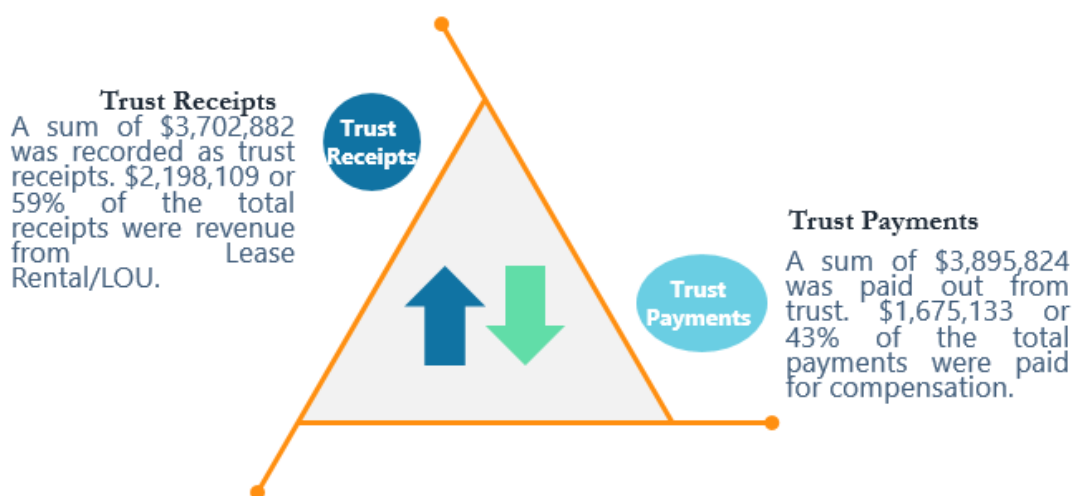 Trust Receipts
A sum of $3,702,882
was recorded as trust
receipts. $2,198,109 or
59% of the total
receipts were revenue
from Lease
Rental/LOU.
Trust
Receipts
Trust Payments
A sum of $3,895,824
was paid out from
trust. $1,675,133 or
43% of the total
payments were paid
for compensation.
Trust
Payments